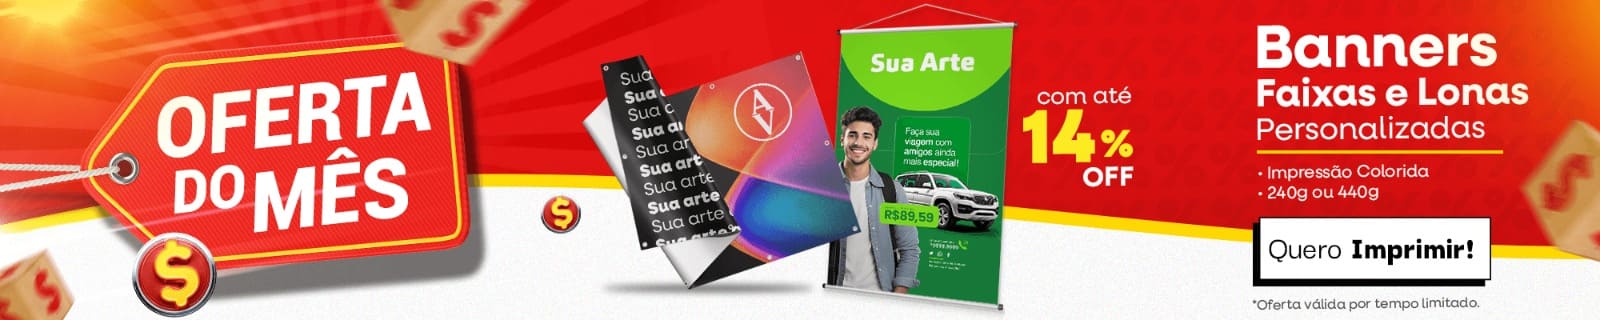 OFERTA
DO MÊS
Sua
Sua
Sua
Sua
Sua ar
Sua art
Sua arte
Sua arte
Sua arte
Sua Arte
Faça sua
viagem com
amigos ainda
mais especial!
R$89,59
com até
14%
OFF
Banners
Faixas e Lonas
Personalizadas
• Impressão Colorida
• 240g ou 440g
Quero Imprimir!
*Oferta válida por tempo limitado.